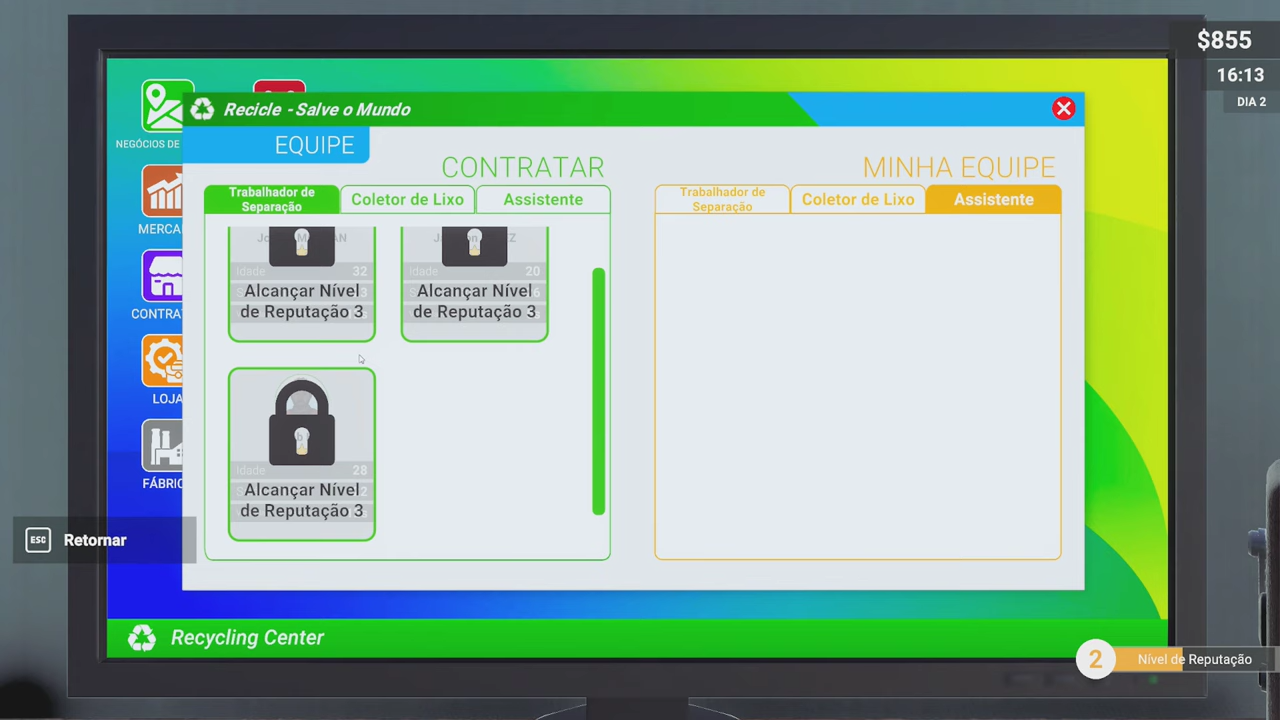 $855
16:13
DIA 2
NEGÓCIOS DE
MERCA
CONTRA
LOJA
FÁBRIC
Recicle - Salve o Mundo
EQUIPE
CONTRATAR
Trabalhador de
Separação
Coletor de Lixo
Assistente
Idade 32
Alcançar Nível
de Reputação 3
Idade 20
Alcançar Nível
de Reputação 3
Idade 28
Alcançar Nível
de Reputação 3
MINHA EQUIPE
Trabalhador de
Separação
Coletor de Lixo
Assistente
ESC Retornar
Recycling Center
2 Nível de Reputação